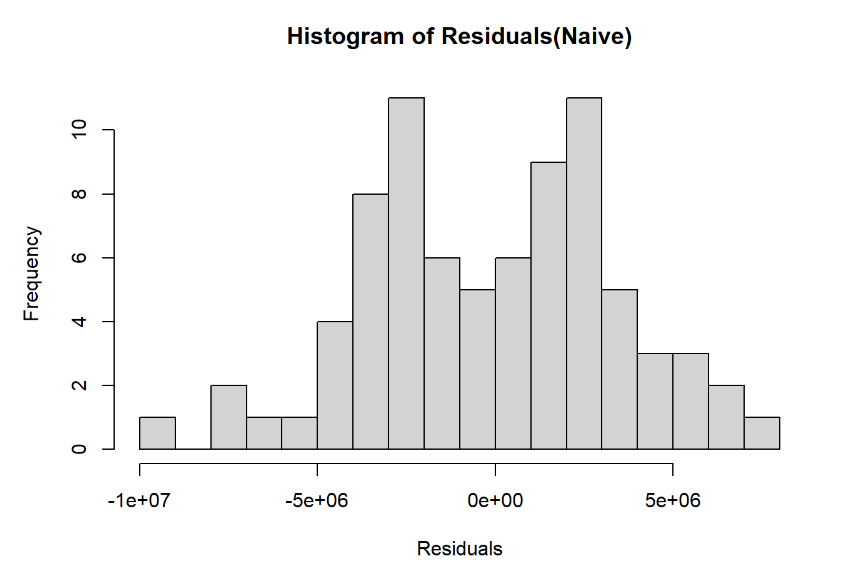 Histogram of Residuals(Naive)
Frequency
10
8
6
4
2
0
-1e+07 -5e+06 0e+00 5e+06
Residuals